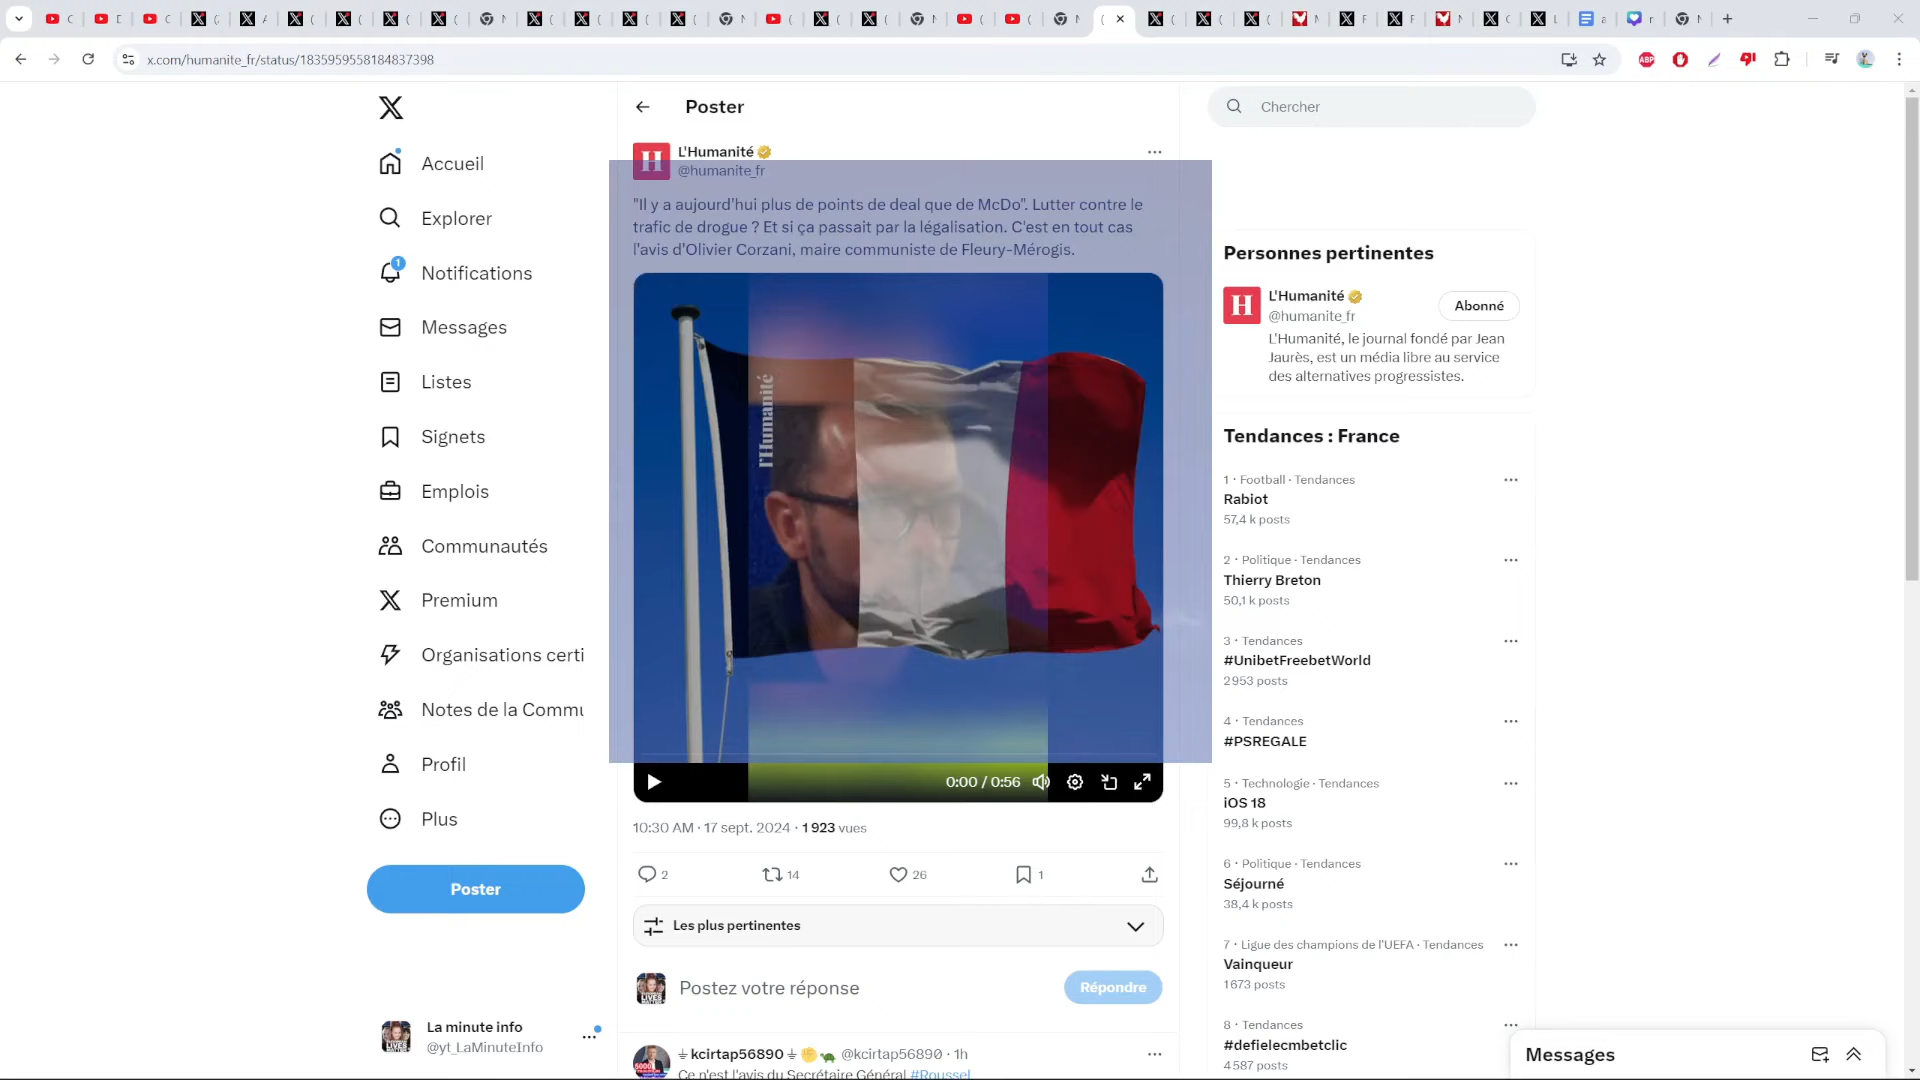 x.com/humanite_fr/status/1835959558184837398
Poster
Chercher
L'Humanité
@humanite_fr
Accueil
Explorer
Notifications
1
Messages
Listes
Signets
Emplois
Communautés
Premium
Organisations certi
Notes de la Commu
Profil
Plus
Poster
La minute info
@yt_LaMinuteInfo
"Il y a aujourd'hui plus de points de deal que de McDo". Lutter contre le
trafic de drogue ? Et si ça passait par la légalisation. C'est en tout cas
l'avis d'Olivier Corzani, maire communiste de Fleury-Mérogis.
l'Humanité
0:00 / 0:56
10:30 AM · 17 sept. 2024 · 1 923 vues
2
14
26
1
Les plus pertinentes
Postez votre réponse
Répondre
kcirtap56890
@kcirtap56890 · 1h
Ce n'est l'avis du Secrétaire Général #Roussel
Personnes pertinentes
L'Humanité
@humanite_fr
Abonné
L'Humanité, le journal fondé par Jean
Jaurès, est un média libre au service
des alternatives progressistes.
Tendances : France
1 · Football · Tendances
Rabiot
57,4 k posts
2 · Politique · Tendances
Thierry Breton
50,1 k posts
3 · Tendances
#UnibetFreebetWorld
2 953 posts
4 · Tendances
#PSREGALE
5 · Technologie · Tendances
iOS 18
99,8 k posts
6 · Politique · Tendances
Séjourné
38,4 k posts
7 · Ligue des champions de l'UEFA · Tendances
Vainqueur
1 673 posts
8 · Tendances
#defielecmbetclic
4 587 posts
Messages